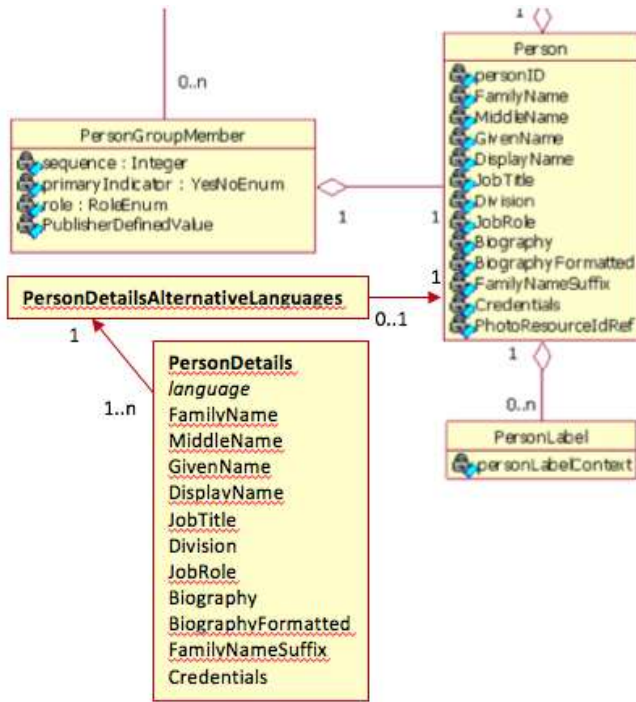 1
Person
personID
FamilyName
MiddleName
GivenName
DisplayName
JobTitle
Division
JobRole
Biography
BiographyFormatted
FamilyNameSuffix
Credentials
PhotoResourceIdRef
0..n
PersonGroupMember
sequence : Integer
primaryIndicator : YesNoEnum
role : RoleEnum
PublisherDefinedValue
1
1
PersonDetailsAlternativeLanguages
1
0..1
1
1..n
PersonDetails
language
FamilyName
MiddleName
GivenName
DisplayName
JobTitle
Division
JobRole
Biography
BiographyFormatted
FamilyNameSuffix
Credentials
1
0..n
PersonLabel
personLabelContext